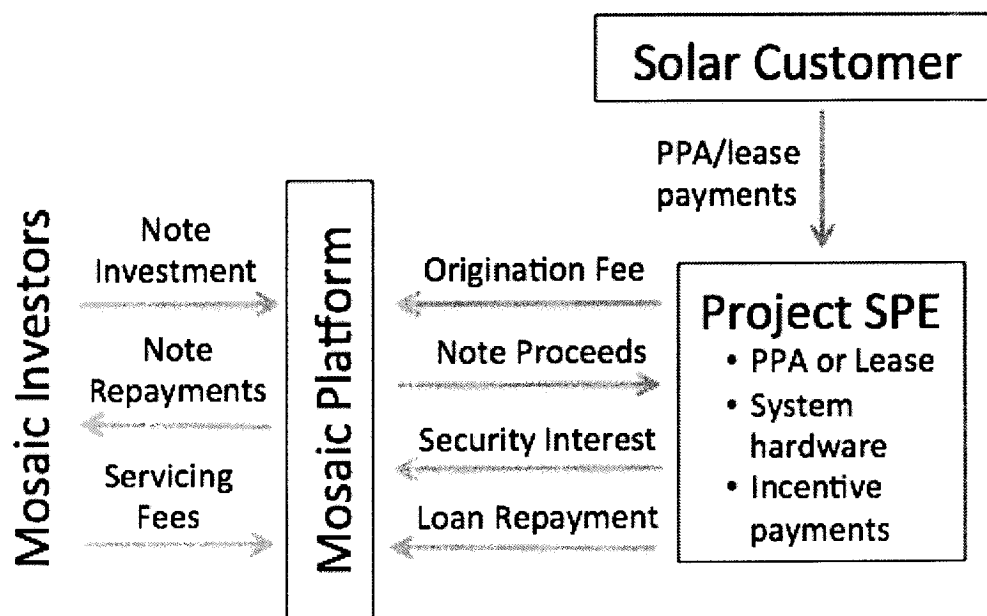 Solar Customer
PPA/lease
payments
Mosaic Investors
Note
Investment
Note
Repayments
Servicing
Fees
Mosaic Platform
Origination Fee
Note Proceeds
Security Interest
Loan Repayment
Project SPE
• PPA or Lease
• System
hardware
• Incentive
payments